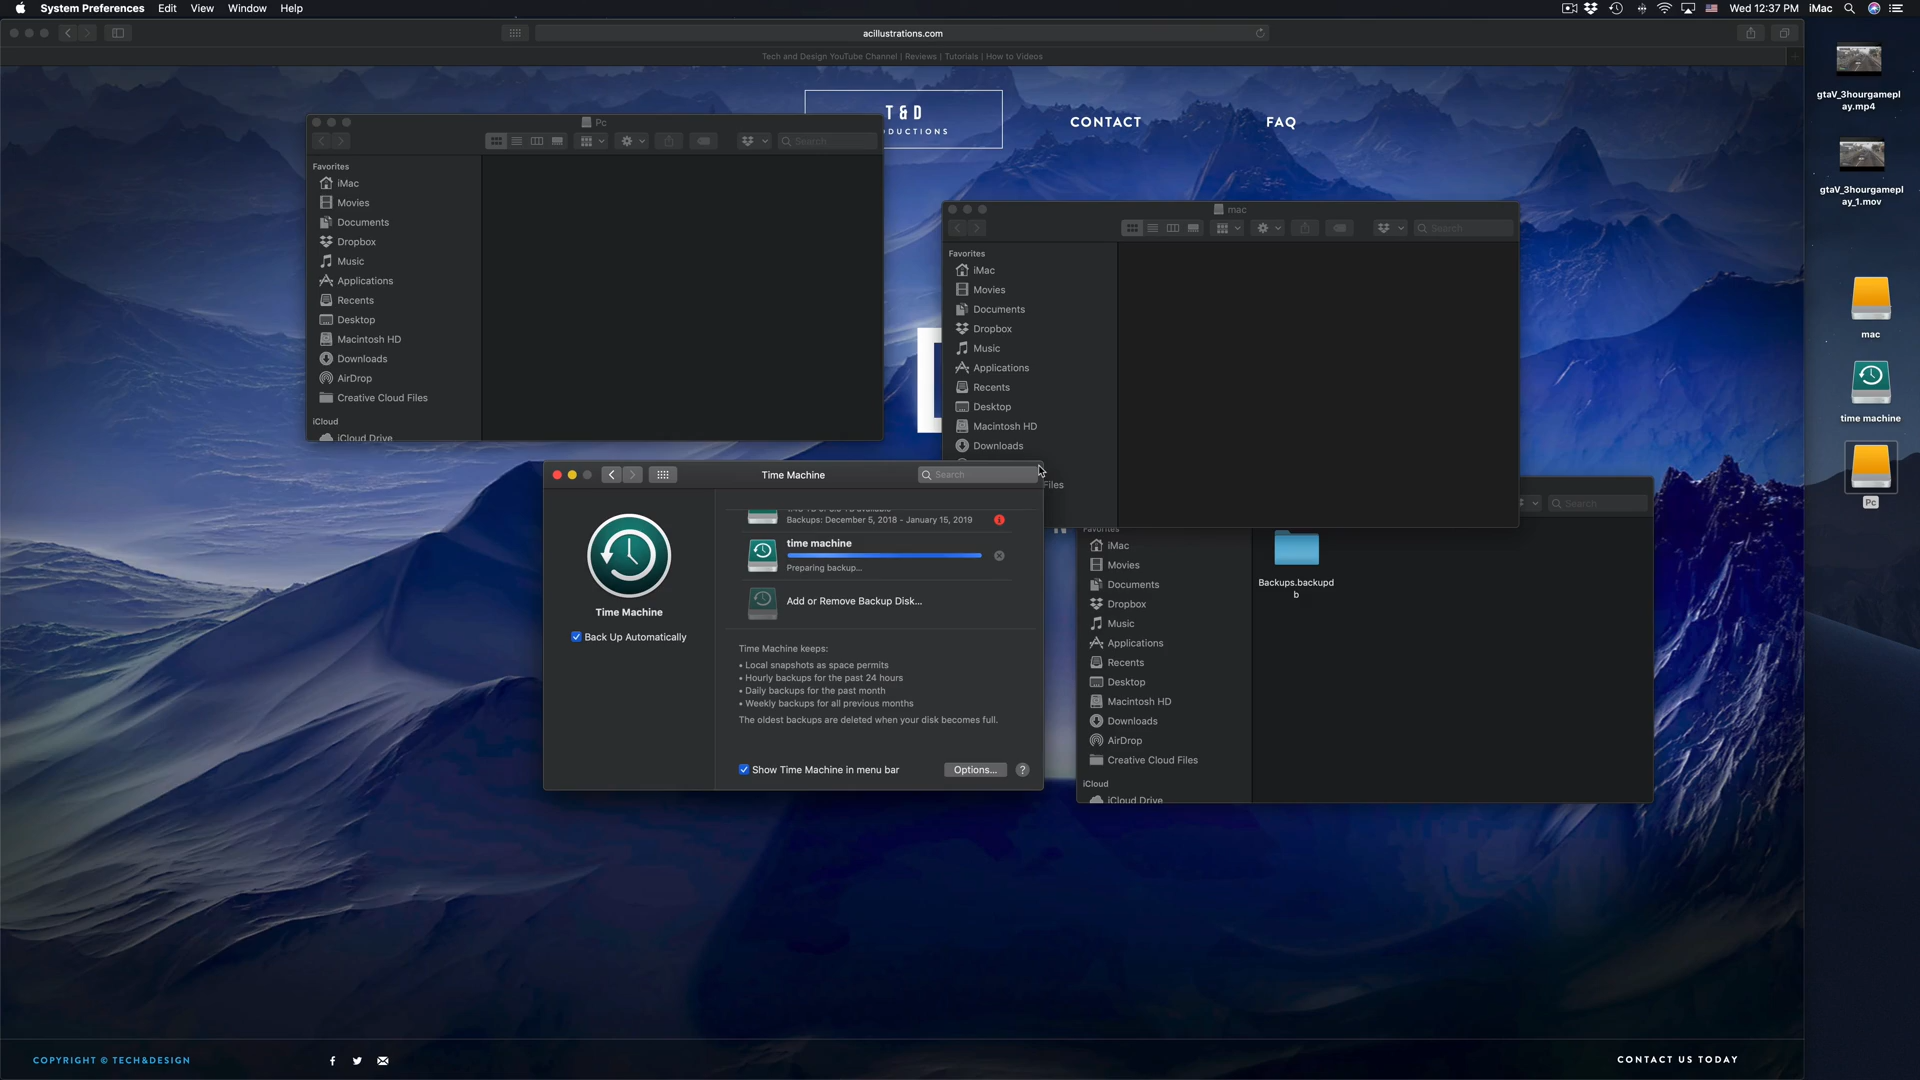 System Preferences Edit View Window Help
Wed 12:37 PM iMac
acillustrations.com
Tech and Design YouTube Channel | Reviews | Tutorials | How to Videos
T & D
DUCTIONS
CONTACT
FAQ
Pc
Search
Favorites
iMac
Movies
Documents
Dropbox
Music
Applications
Recents
Desktop
Macintosh HD
Downloads
AirDrop
Creative Cloud Files
iCloud
iCloud Drive
mac
Search
Favorites
iMac
Movies
Documents
Dropbox
Music
Applications
Recents
Desktop
Macintosh HD
Downloads
Files
Time Machine
Search
Time Machine
Back Up Automatically
Backups: December 5, 2018 - January 15, 2019
time machine
Preparing backup...
Add or Remove Backup Disk...
Time Machine keeps:
• Local snapshots as space permits
• Hourly backups for the past 24 hours
• Daily backups for the past month
• Weekly backups for all previous months
The oldest backups are deleted when your disk becomes full.
Show Time Machine in menu bar
Options...
?
Search
Favorites
iMac
Movies
Documents
Dropbox
Music
Applications
Recents
Desktop
Macintosh HD
Downloads
AirDrop
Creative Cloud Files
iCloud
iCloud Drive
Backups.backupd
b
gtaV_3hourgamepl
ay.mp4
gtaV_3hourgamepl
ay_1.mov
mac
time machine
Pc
COPYRIGHT © TECH&DESIGN
CONTACT US TODAY